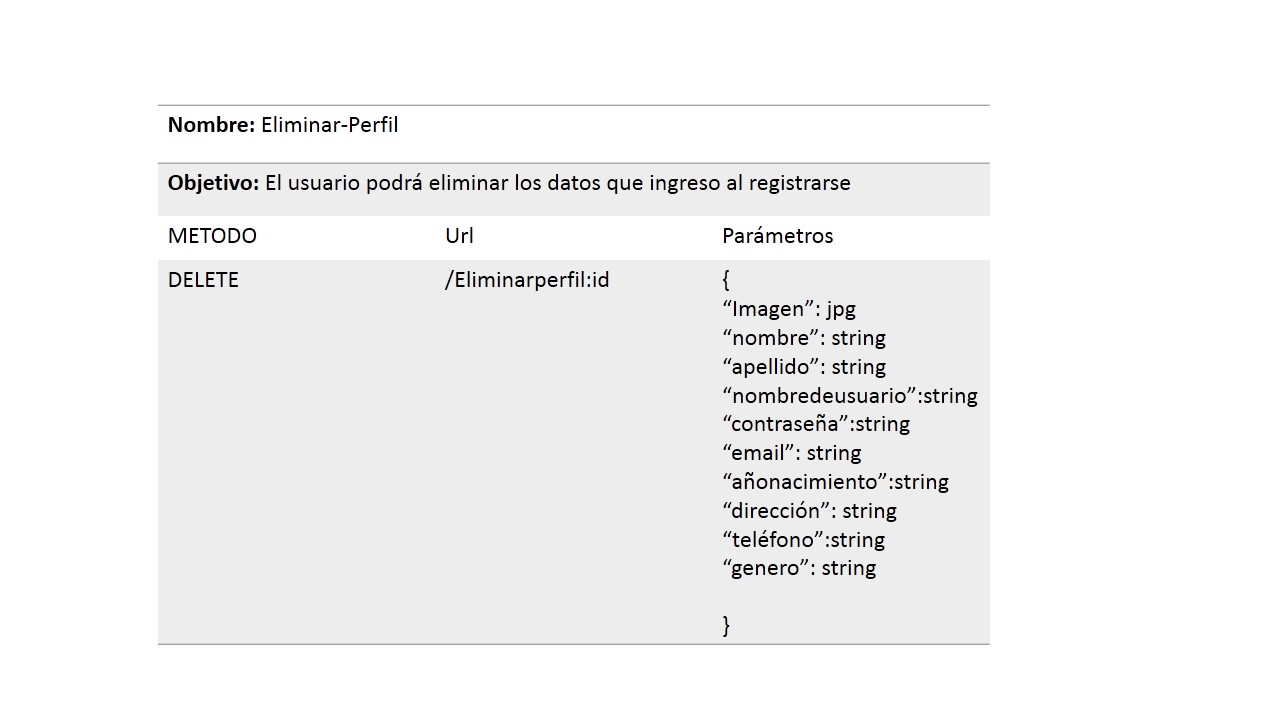 Nombre: Eliminar-Perfil
Objetivo: El usuario podrá eliminar los datos que ingreso al registrarse
METODO Url Parámetros
DELETE /Eliminarperfil:id {
“Imagen”: jpg
“nombre”: string
“apellido”: string
“nombredeusuario”:string
“contraseña”:string
“email”: string
“añonacimiento”:string
“dirección”: string
“teléfono”:string
“genero”: string
}